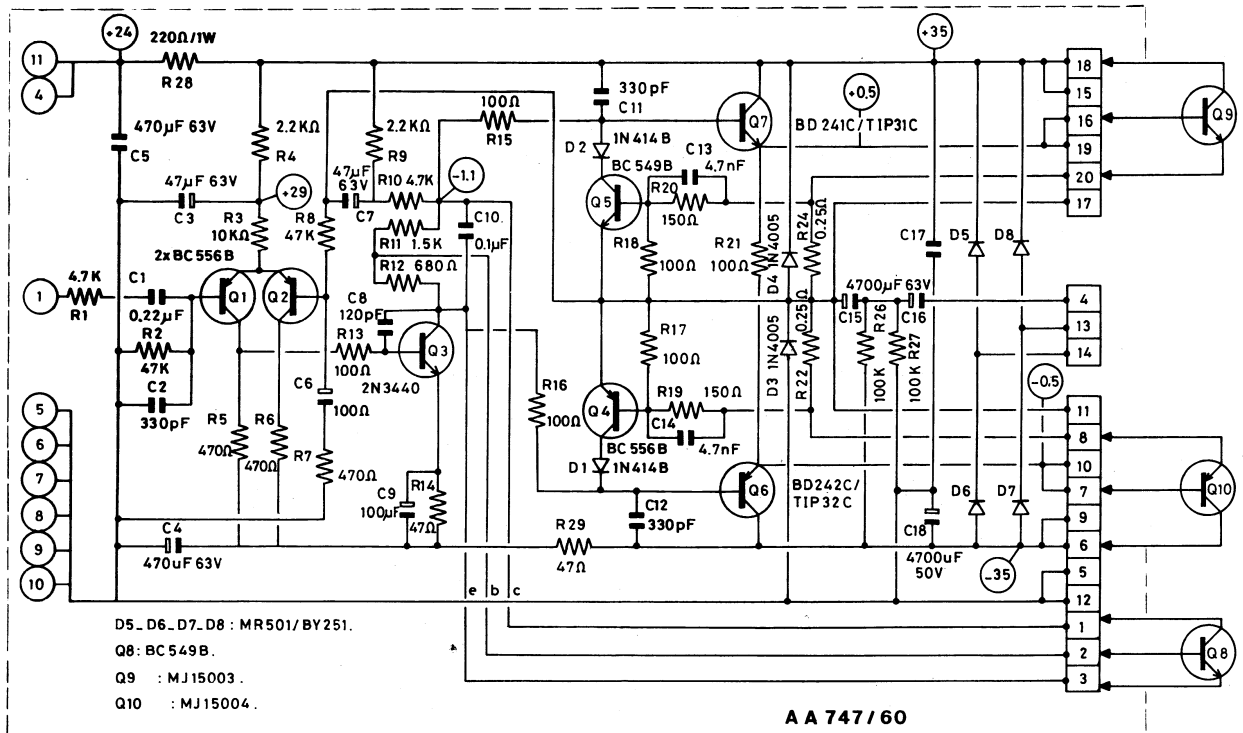 +24
220Ω/1W
R28
11
4
470µF 63V
C5
2.2KΩ
R4
47µF 63V
C3
+29
R3
10KΩ
2xBC556B
R8
47K
47µF
63V
C7
2.2KΩ
R9
R10 4.7K
-1.1
R11 1.5K
R12 680Ω
C10
0.1µF
100Ω
R15
330pF
C11
D2
1N414B
BC549B
Q5
C13
4.7nF
R20
150Ω
R18
100Ω
Q7
+0.5
BD241C/TIP31C
+35
R21
100Ω
D4 1N4005
R24
0.25Ω
C17
D5
D8
18
15
16
19
20
17
Q9
4.7K
R1
1
C1
0.22µF
R2
47K
C2
330pF
Q1
Q2
C8
120pF
R13
100Ω
Q3
2N3440
C6
100Ω
R5
470Ω
R6
470Ω
R7
470Ω
R17
100Ω
R16
100Ω
Q4
R19
150Ω
C14
4.7nF
BC556B
D1
1N414B
D3 1N4005
0.25Ω
R22
4700µF 63V
C15
R26
C16
100K
100K R27
4
13
14
-0.5
5
6
7
8
9
10
C4
470uF 63V
C9
100µF
R14
47Ω
R29
47Ω
C12
330pF
Q6
BD242C/
TIP32C
C18
4700uF
50V
D6
D7
-35
11
8
10
7
9
6
5
12
1
2
3
Q10
Q8
e
b
c
D5_D6_D7_D8 : MR501/BY251.
Q8: BC549B.
Q9 : MJ15003.
Q10 : MJ15004.
AA747/60